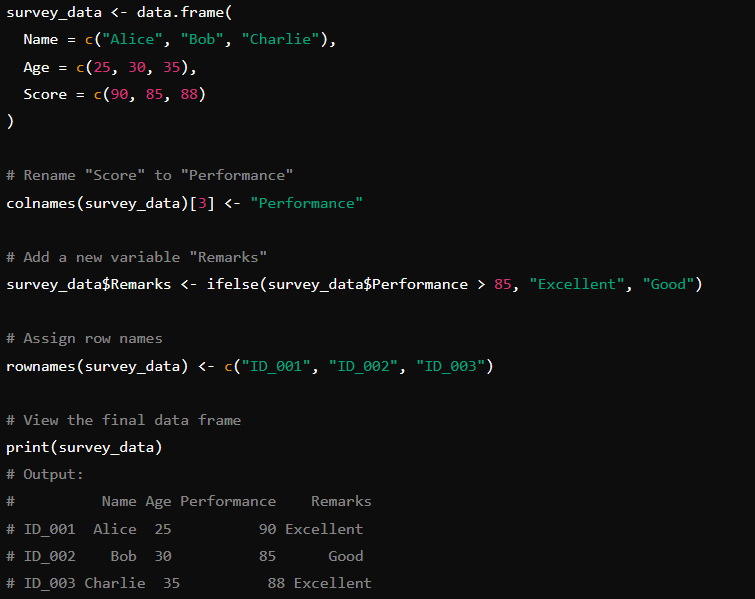 survey_data <- data.frame(
  Name = c("Alice", "Bob", "Charlie"),
  Age = c(25, 30, 35),
  Score = c(90, 85, 88)
)

# Rename "Score" to "Performance"
colnames(survey_data)[3] <- "Performance"

# Add a new variable "Remarks"
survey_data$Remarks <- ifelse(survey_data$Performance > 85, "Excellent", "Good")

# Assign row names
rownames(survey_data) <- c("ID_001", "ID_002", "ID_003")

# View the final data frame
print(survey_data)
# Output:
#          Name Age Performance    Remarks
# ID_001  Alice  25          90 Excellent
# ID_002    Bob  30          85      Good
# ID_003 Charlie  35          88 Excellent